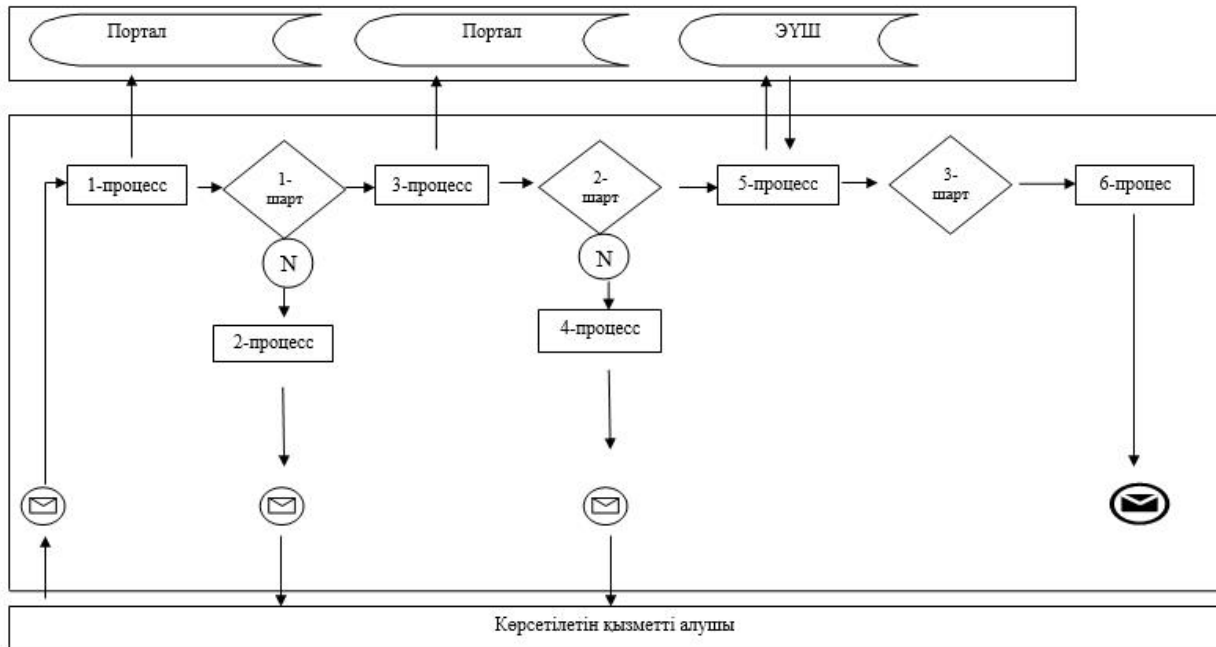 Портал
Портал
ЭҮШ
1-процесс
1-
шарт
3-процесс
2-
шарт
5-процесс
3-
шарт
6-процес
N
N
2-процесс
4-процесс
Көрсетілетін қызметті алушы